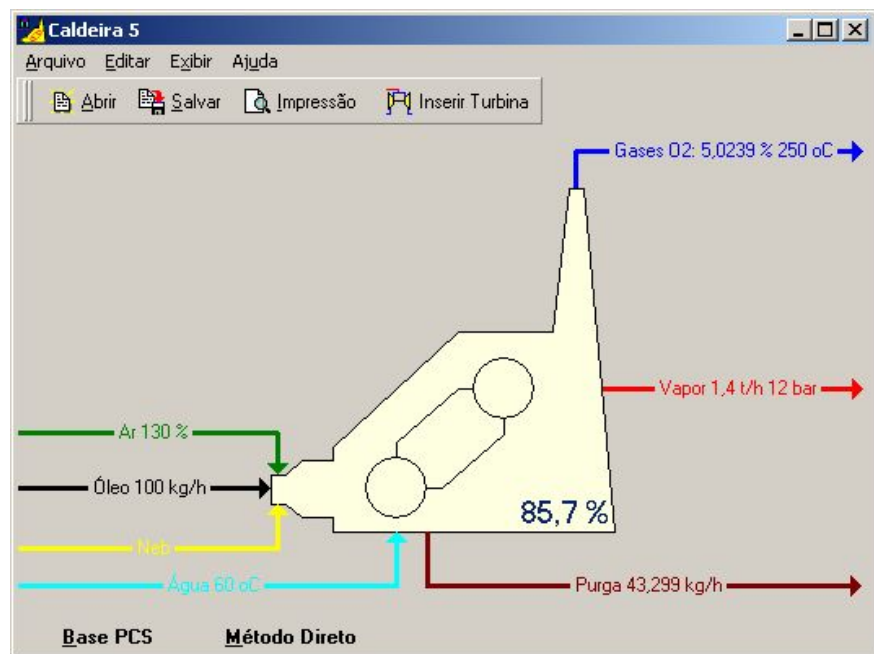 Caldeira 5
Arquivo Editar Exibir Ajuda
Abrir Salvar Impressão Inserir Turbina
Gases O2: 5,0239 % 250 oC
Vapor 1,4 t/h 12 bar
Ar 130 %
Óleo 100 kg/h
85,7 %
Neb
Água 60 oC
Purga 43,299 kg/h
Base PCS Método Direto